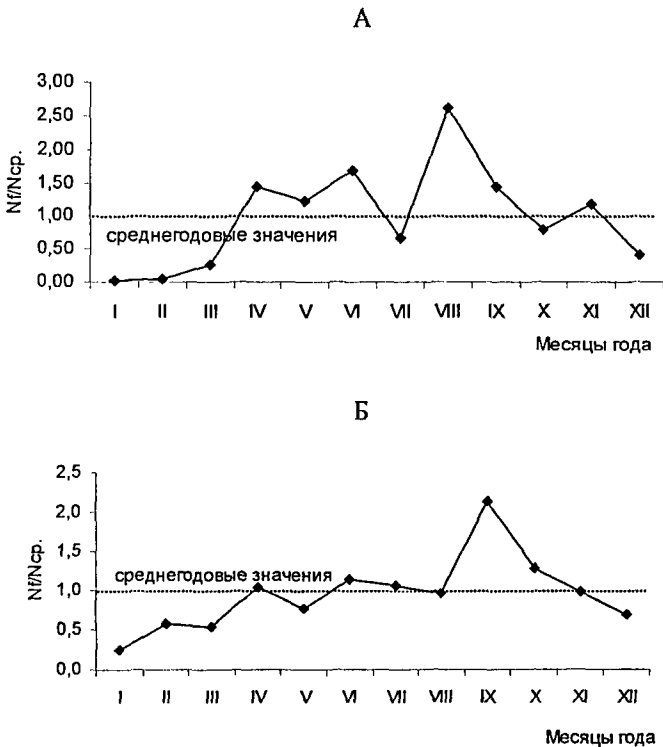 А
3,00
2,50
2,00
1,50
1,00
0,50
0,00
Nf/Nср.
среднегодовые значения
I II III IV V VI VII VIII IX X XI XII
Месяцы года
Б
2,5
2,0
1,5
1,0
0,5
0,0
Nf/Nср.
среднегодовые значения
I II III IV V VI VII VIII IX X XI XII
Месяцы года